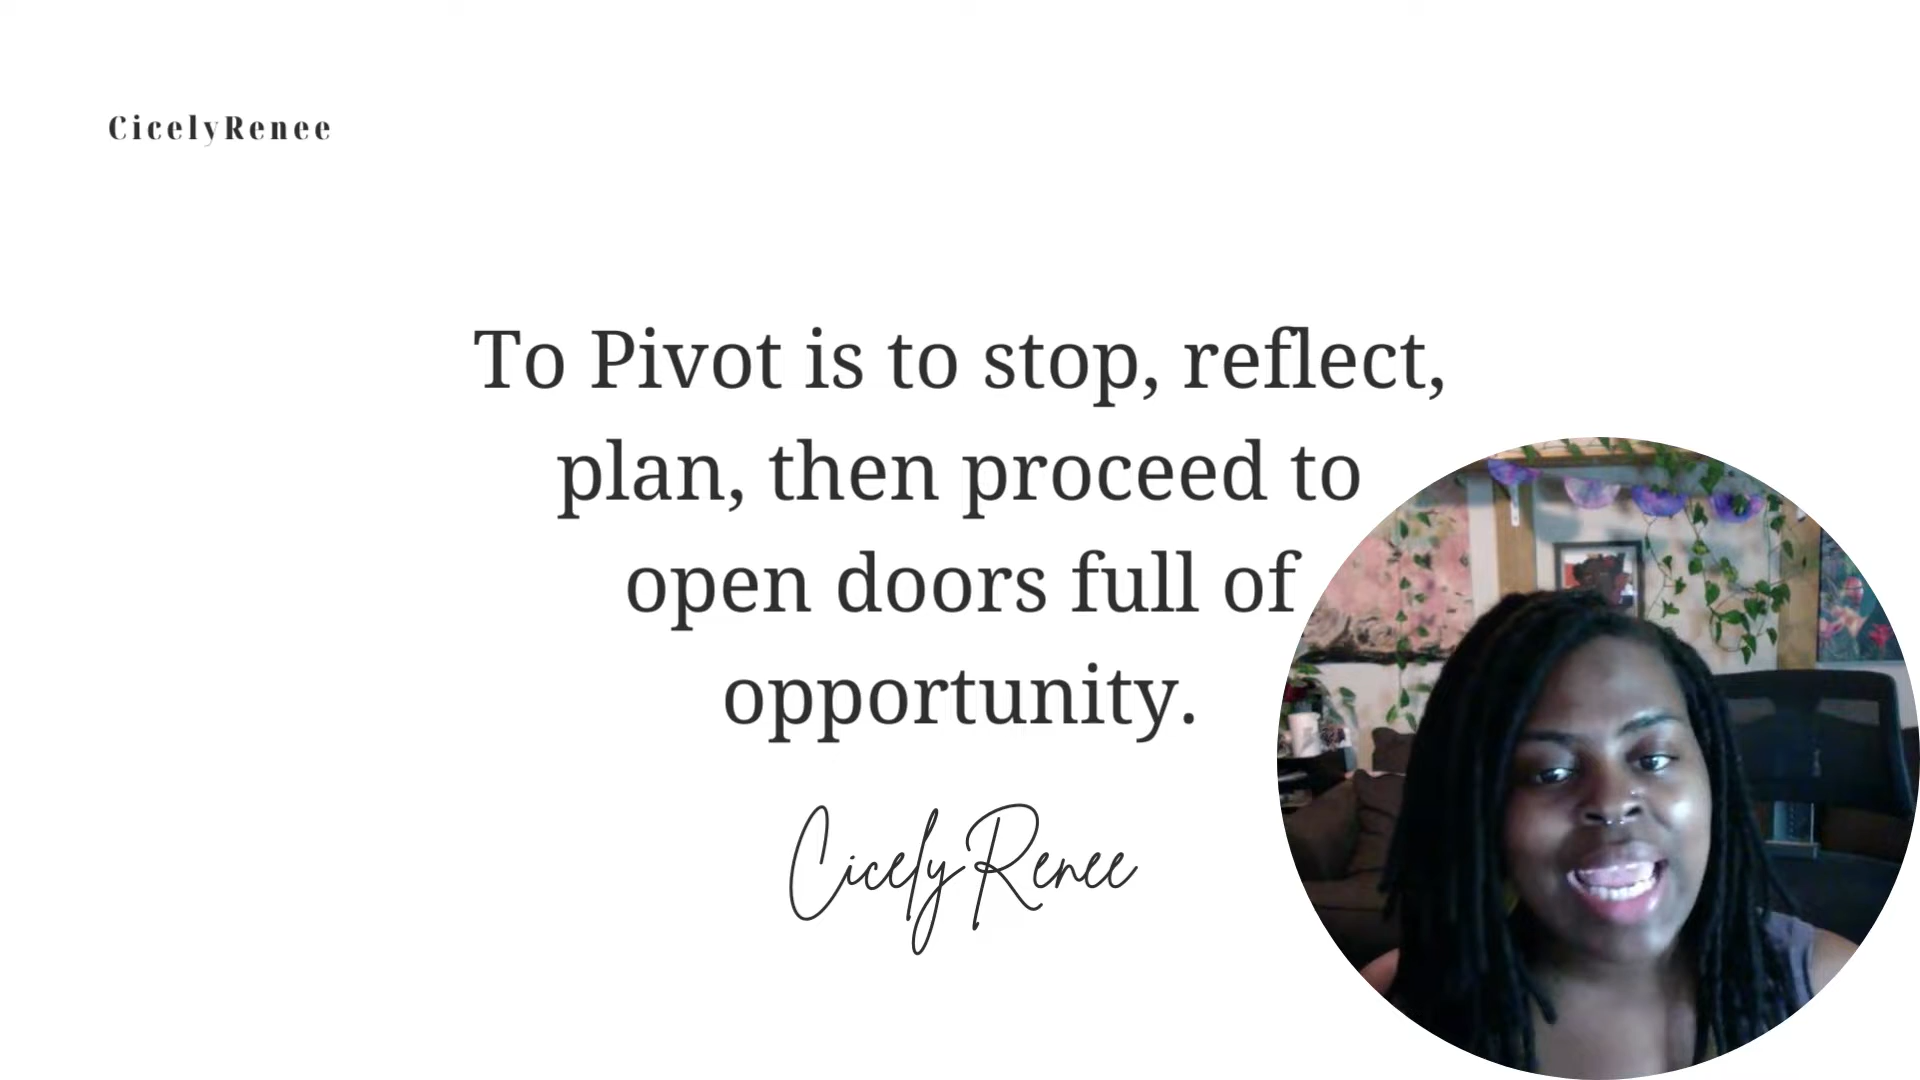 CicelyRenee
To Pivot is to stop, reflect,
plan, then proceed to
open doors full of
opportunity.
CicelyRenee